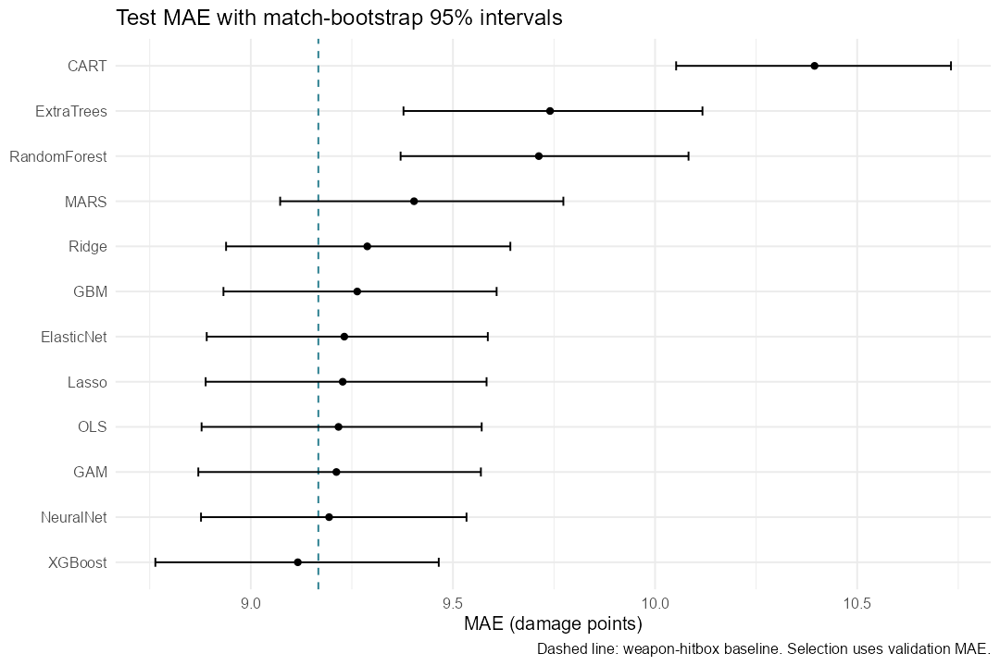 Test MAE with match-bootstrap 95% intervals
CART
ExtraTrees
RandomForest
MARS
Ridge
GBM
ElasticNet
Lasso
OLS
GAM
NeuralNet
XGBoost
9.0 9.5 10.0 10.5
MAE (damage points)
Dashed line: weapon-hitbox baseline. Selection uses validation MAE.